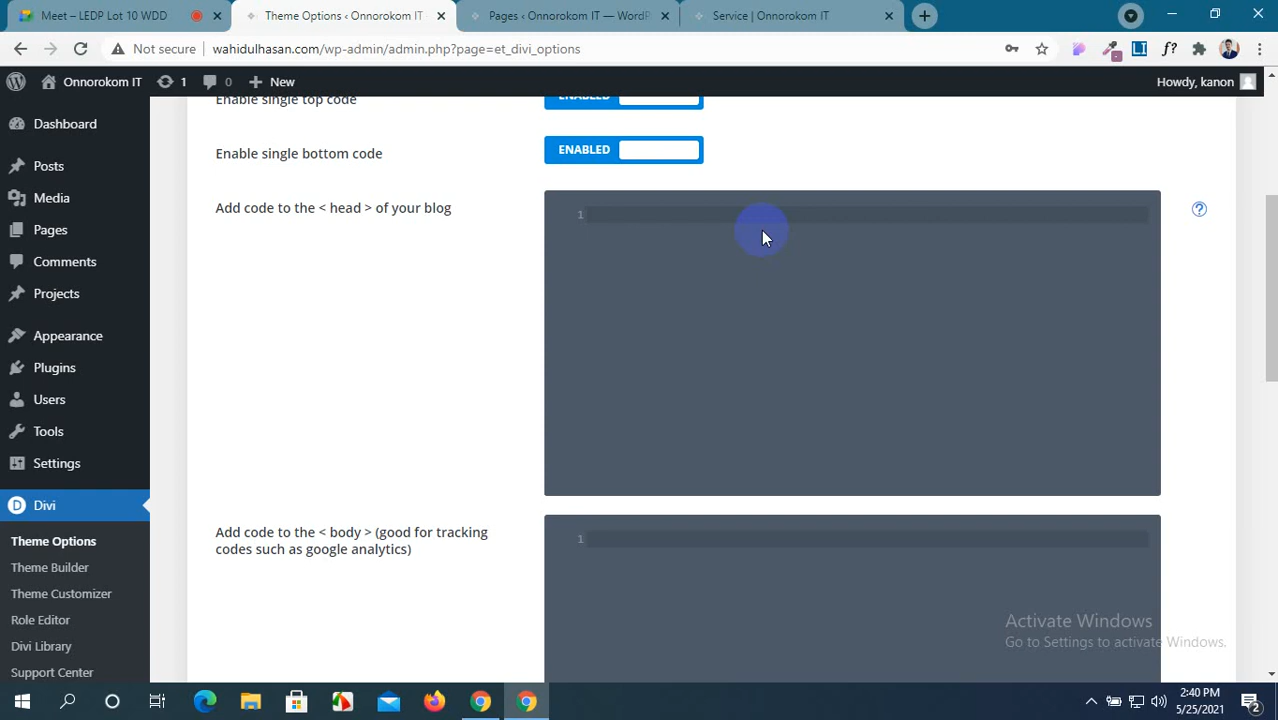 Meet – LEDP Lot 10 WDD
Theme Options ‹ Onnorokom IT -
Pages ‹ Onnorokom IT — WordPr
Service | Onnorokom IT
Not secure
wahidulhasan.com/wp-admin/admin.php?page=et_divi_options
Onnorokom IT
1
0
New
Howdy, kanon
Dashboard
Posts
Media
Pages
Comments
Projects
Appearance
Plugins
Users
Tools
Settings
Divi
Theme Options
Theme Builder
Theme Customizer
Role Editor
Divi Library
Support Center
Enable single top code
ENABLED
Enable single bottom code
ENABLED
Add code to the < head > of your blog
1
Add code to the < body > (good for tracking
codes such as google analytics)
1
Activate Windows
Go to Settings to activate Windows.
2:40 PM
5/25/2021
2